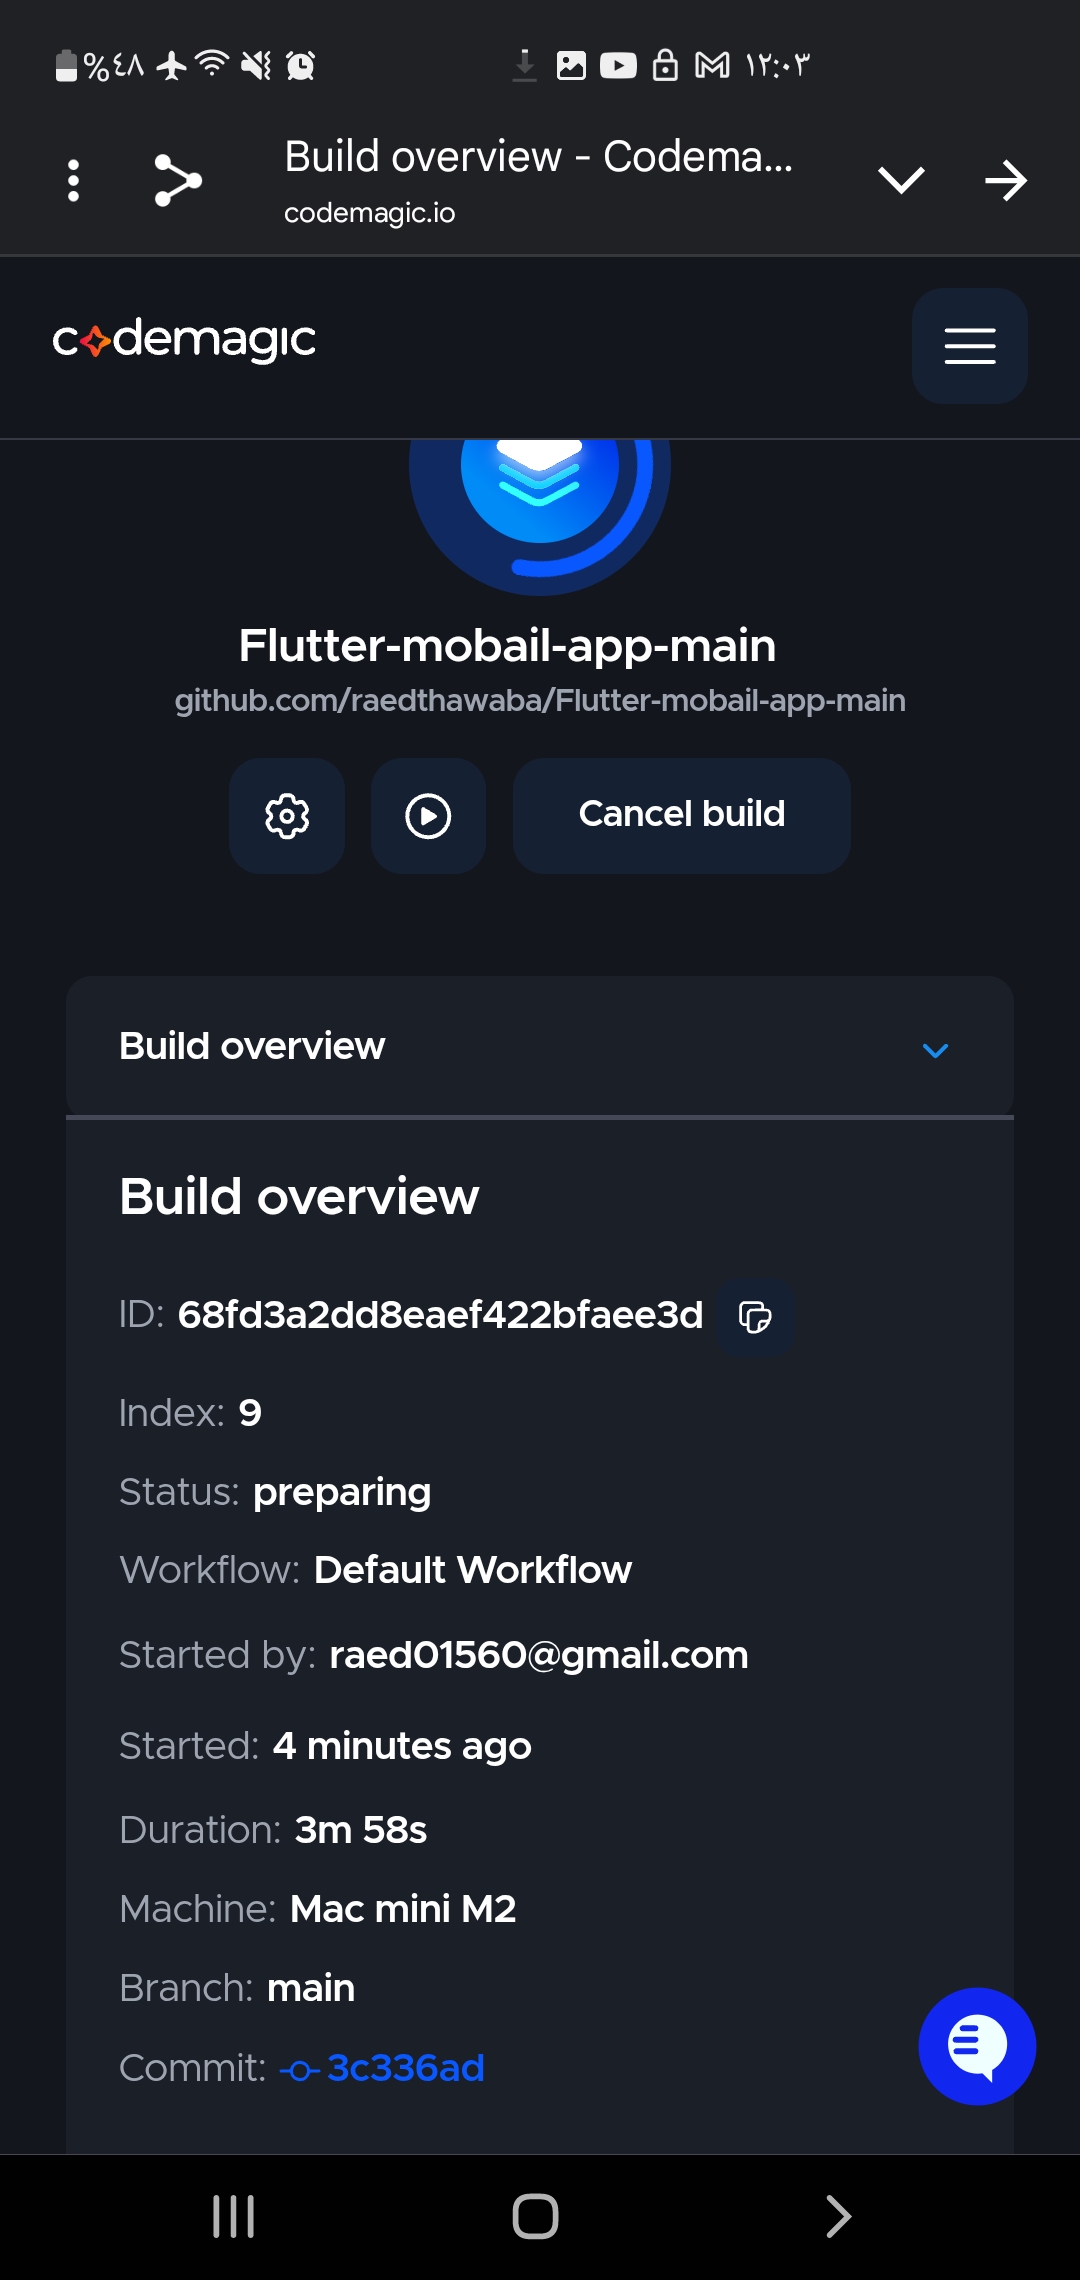 %٤٨
١٢:٠٣
Build overview - Codema...
codemagic.io
codemagic
Flutter-mobail-app-main
github.com/raedthawaba/Flutter-mobail-app-main
Cancel build
Build overview
Build overview
ID: 68fd3a2dd8eaef422bfaee3d
Index: 9
Status: preparing
Workflow: Default Workflow
Started by: raed01560@gmail.com
Started: 4 minutes ago
Duration: 3m 58s
Machine: Mac mini M2
Branch: main
Commit: 3c336ad